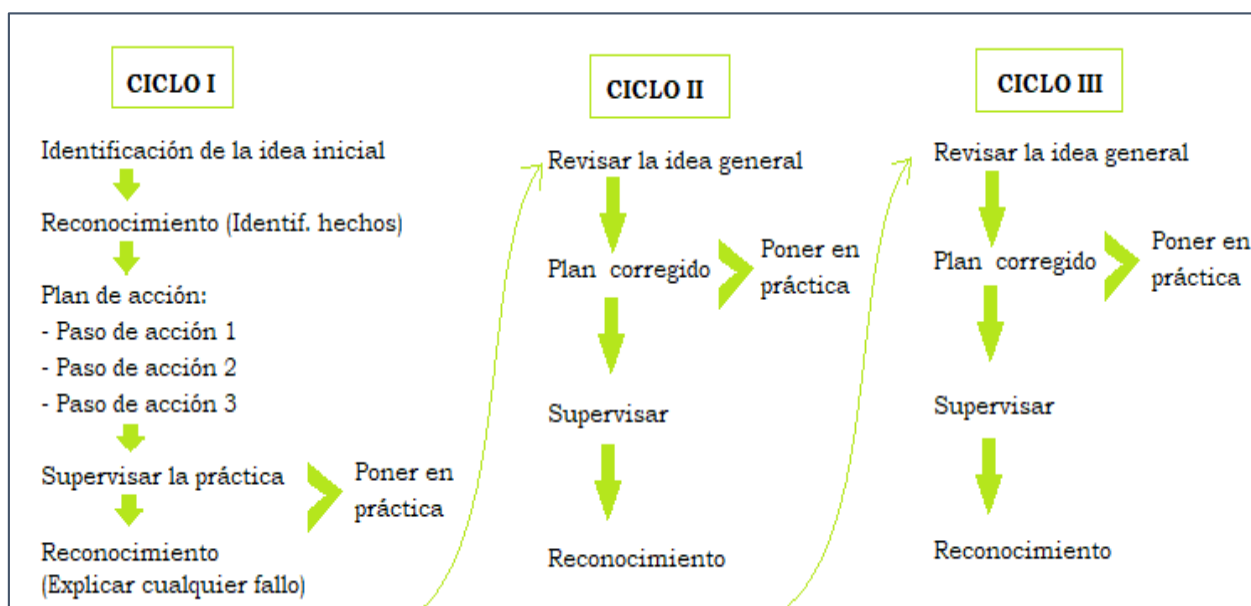 CICLO I
Identificación de la idea inicial
Reconocimiento (Identif. hechos)
Plan de acción:
- Paso de acción 1
- Paso de acción 2
- Paso de acción 3
Supervisar la práctica
Poner en
práctica
Reconocimiento
(Explicar cualquier fallo)
CICLO II
Revisar la idea general
Plan corregido
Poner en
práctica
Supervisar
Reconocimiento
CICLO III
Revisar la idea general
Plan corregido
Poner en
práctica
Supervisar
Reconocimiento